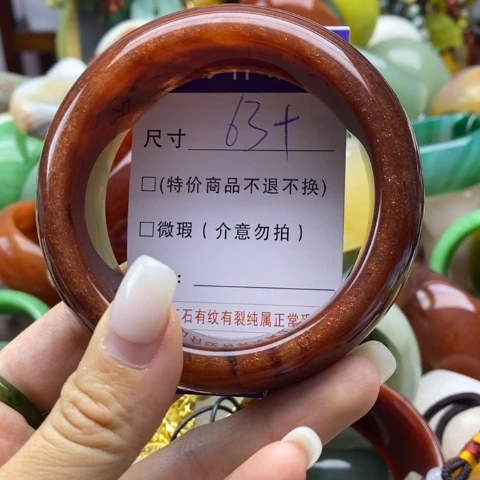 尺寸 63+
□(特价商品不退不换)
□微瑕（介意勿拍）
:
石有纹有裂纯属正常